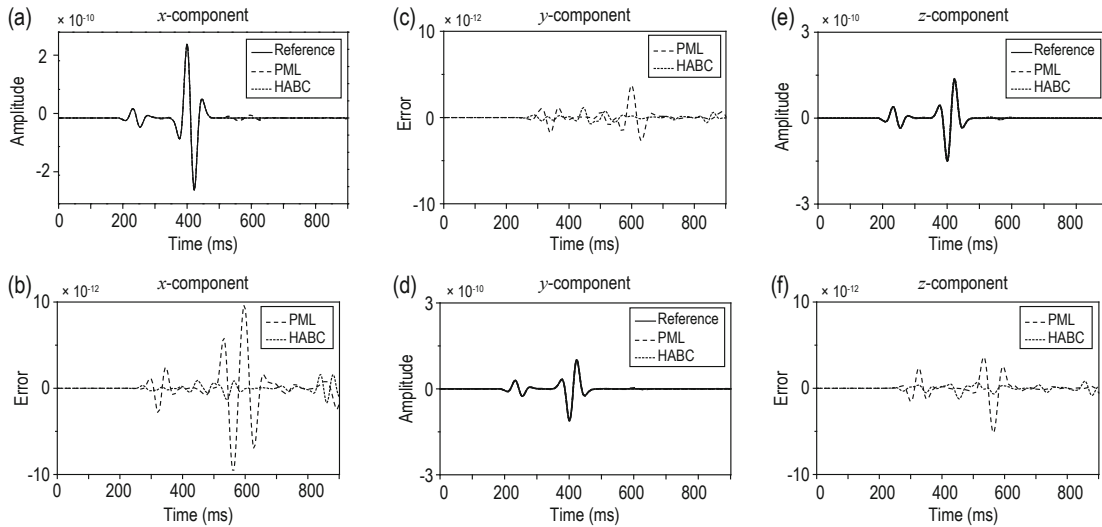 (a)
x-component
× 10⁻¹⁰
Reference
PML
HABC
2
0
-2
Amplitude
0 200 400 600 800
Time (ms)
(c)
y-component
× 10⁻¹²
PML
HABC
10
0
-10
Error
0 200 400 600 800
Time (ms)
(e)
z-component
× 10⁻¹⁰
Reference
PML
HABC
3
0
-3
Amplitude
0 200 400 600 800
Time (ms)
(b)
x-component
× 10⁻¹²
PML
HABC
10
0
-10
Error
0 200 400 600 800
Time (ms)
(d)
y-component
× 10⁻¹⁰
Reference
PML
HABC
3
0
-3
Amplitude
0 200 400 600 800
Time (ms)
(f)
z-component
× 10⁻¹²
PML
HABC
10
0
-10
Error
0 200 400 600 800
Time (ms)